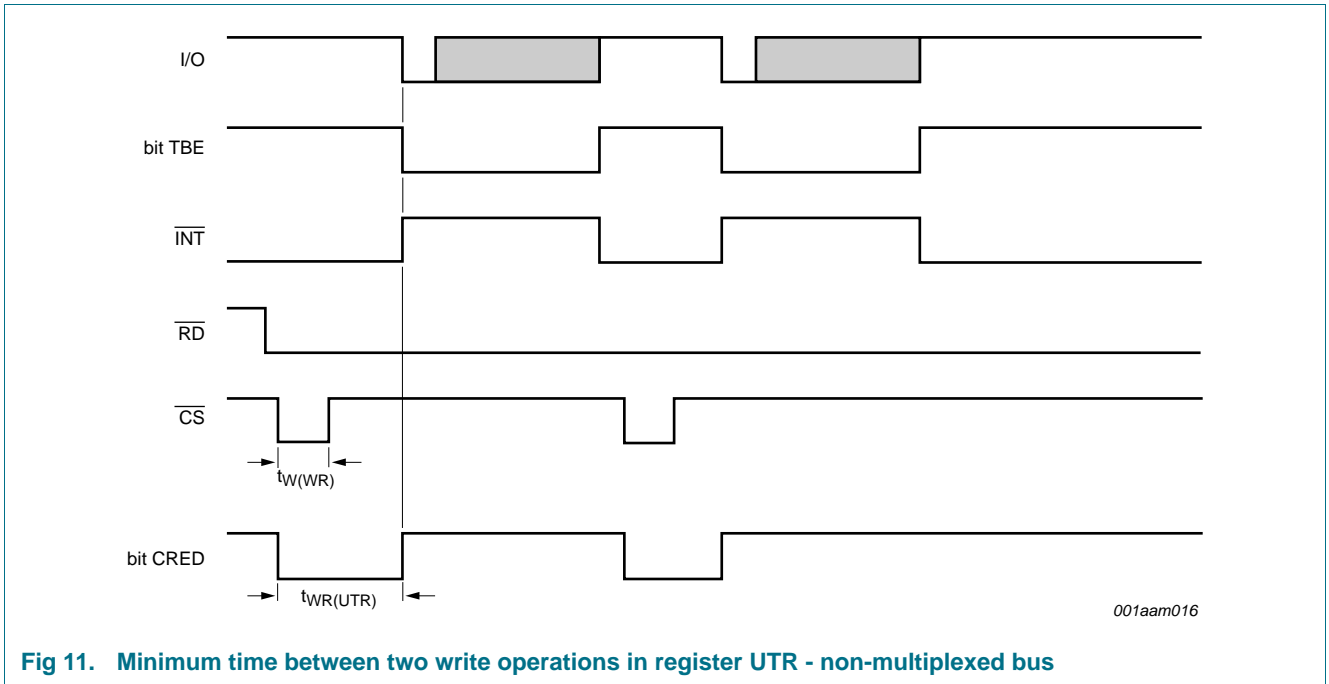 I/O
bit TBE
INT
RD
CS
tW(WR)
bit CRED
tWR(UTR)
001aam016
Fig 11. Minimum time between two write operations in register UTR - non-multiplexed bus